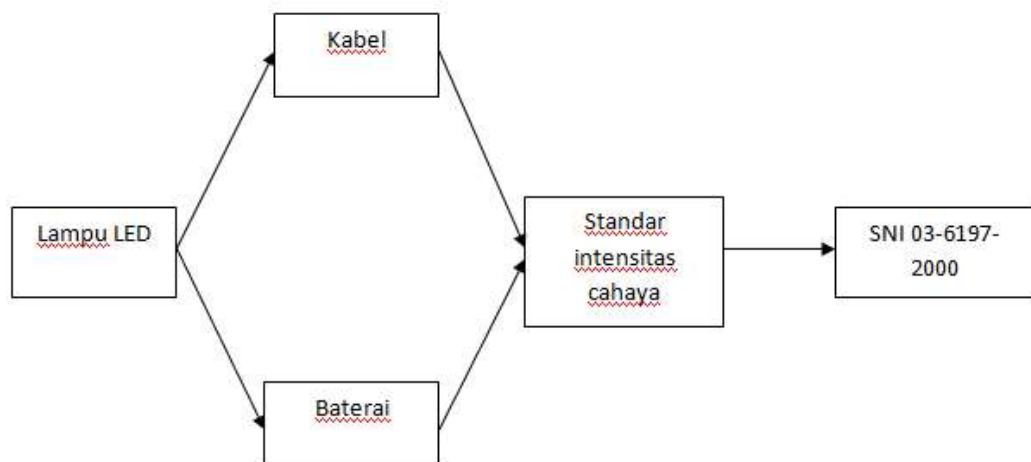 Kabel
Lampu LED
Standar
intensitas
cahaya
SNI 03-6197-
2000
Baterai